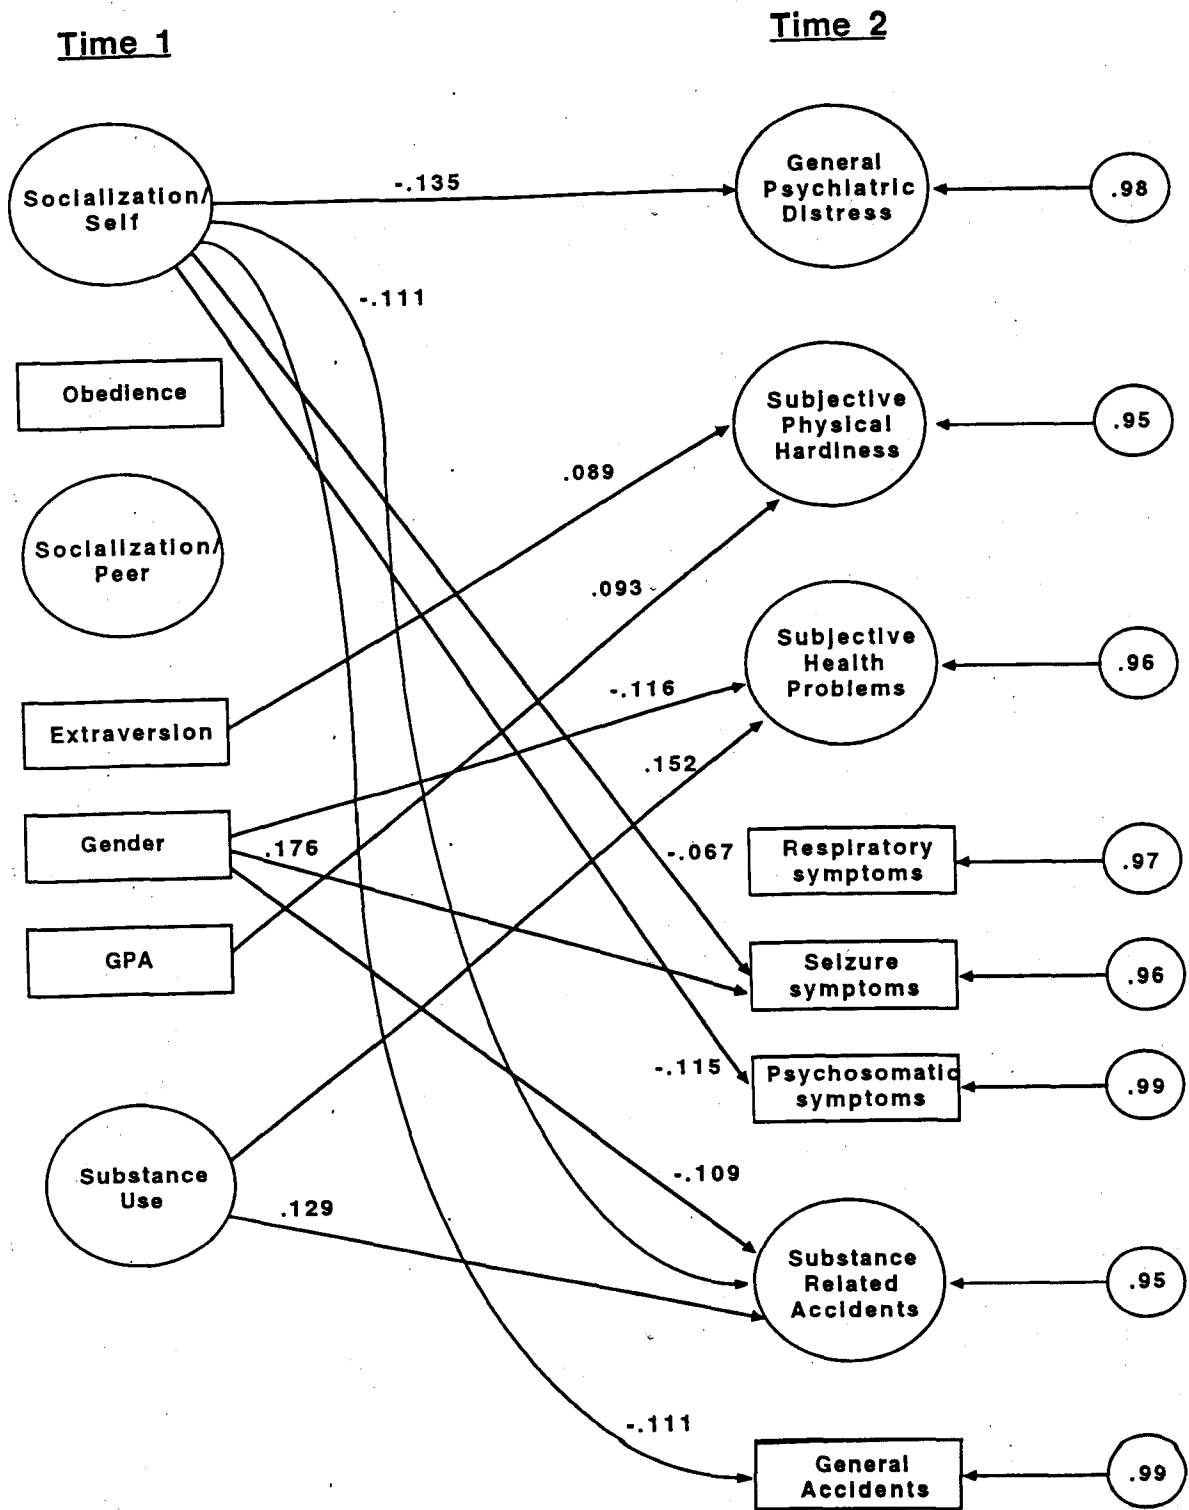 Time 1
Time 2
Socialization/
Self
-.135
General
Psychiatric
Distress
.98
-.111
Obedience
Subjective
Physical
Hardiness
.95
.089
Socialization/
Peer
.093
Subjective
Health
Problems
.96
-.116
Extraversion
.152
Gender
.176
-.067
Respiratory
symptoms
.97
GPA
Seizure
symptoms
.96
-.115
Psychosomatic
symptoms
.99
Substance
Use
-.109
.129
Substance
Related
Accidents
.95
-.111
General
Accidents
.99